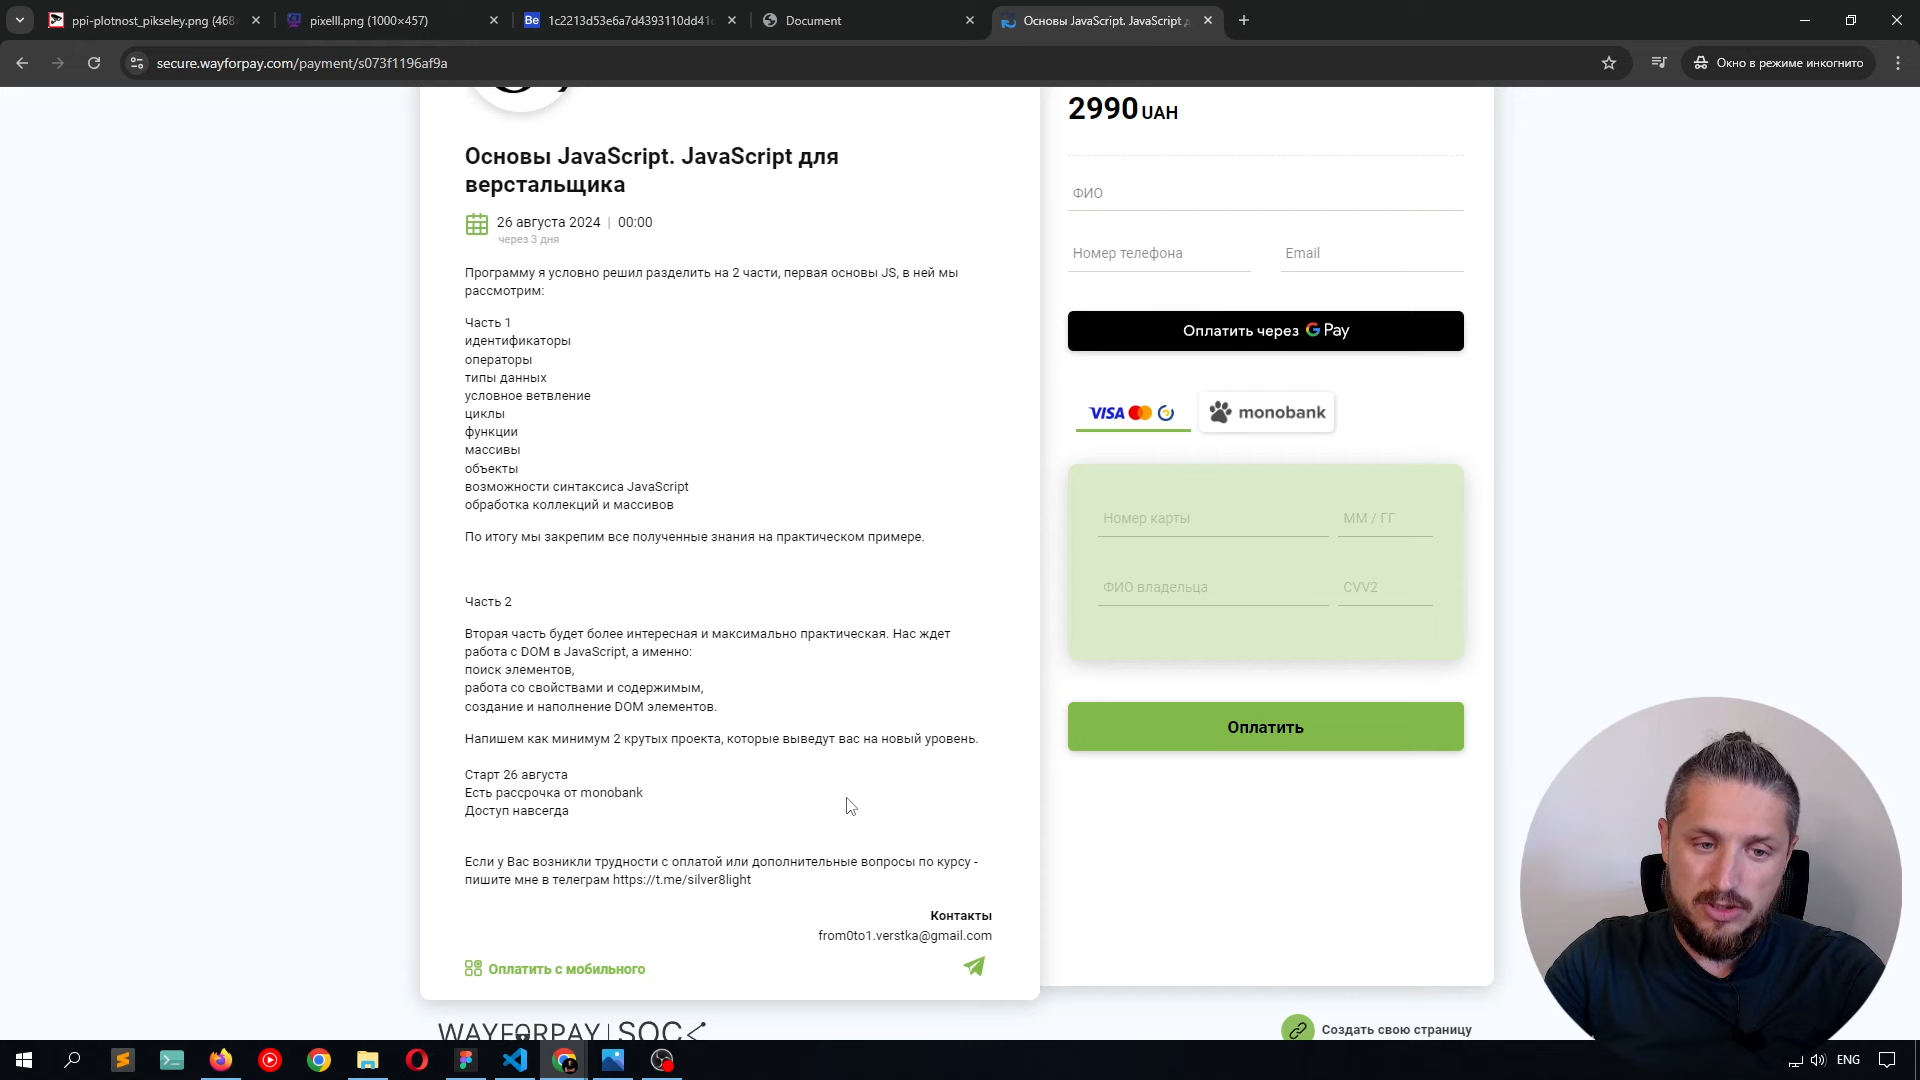 ppi-plotnost_pikseley.png (468
pixelll.png (1000×457)
Be
1c2213d53e6a7d4393110dd41
Document
Основы JavaScript. JavaScript д
secure.wayforpay.com/payment/s073f1196af9a
Окно в режиме инкогнито
2990 UAH
Основы JavaScript. JavaScript для
верстальщика
26 августа 2024 | 00:00
через 3 дня
Программу я условно решил разделить на 2 части, первая основы JS, в ней мы
рассмотрим:
Часть 1
идентификаторы
операторы
типы данных
условное ветвление
циклы
функции
массивы
объекты
возможности синтаксиса JavaScript
обработка коллекций и массивов
По итогу мы закрепим все полученные знания на практическом примере.
Часть 2
Вторая часть будет более интересная и максимально практическая. Нас ждет
работа с DOM в JavaScript, а именно:
поиск элементов,
работа со свойствами и содержимым,
создание и наполнение DOM элементов.
Напишем как минимум 2 крутых проекта, которые выведут вас на новый уровень.
Старт 26 августа
Есть рассрочка от monobank
Доступ навсегда
Если у Вас возникли трудности с оплатой или дополнительные вопросы по курсу -
пишите мне в телеграм https://t.me/silver8light
Контакты
from0to1.verstka@gmail.com
Оплатить с мобильного
ФИО
Номер телефона
Email
Оплатить через G Pay
VISA
monobank
Номер карты
ММ / ГГ
ФИО владельца
CVV2
Оплатить
WAYFORPAY | SOC
Создать свою страницу
ENG